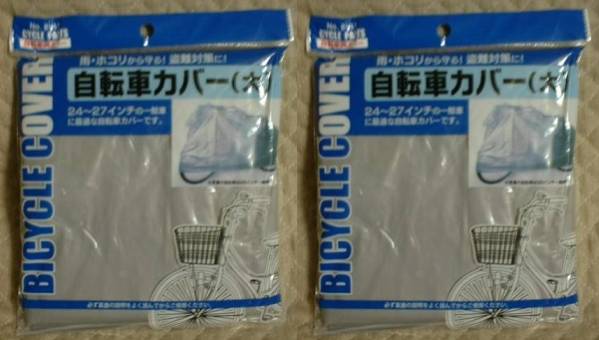 CYCLE PARTS
雨・ホコリから守る! 盗難対策に!
自転車カバー(大)
24〜27インチの一般車
に最適な自転車カバーです。
BICYCLE COVER
CYCLE PARTS
雨・ホコリから守る! 盗難対策に!
自転車カバー(大)
24〜27インチの一般車
に最適な自転車カバーです。
BICYCLE COVER